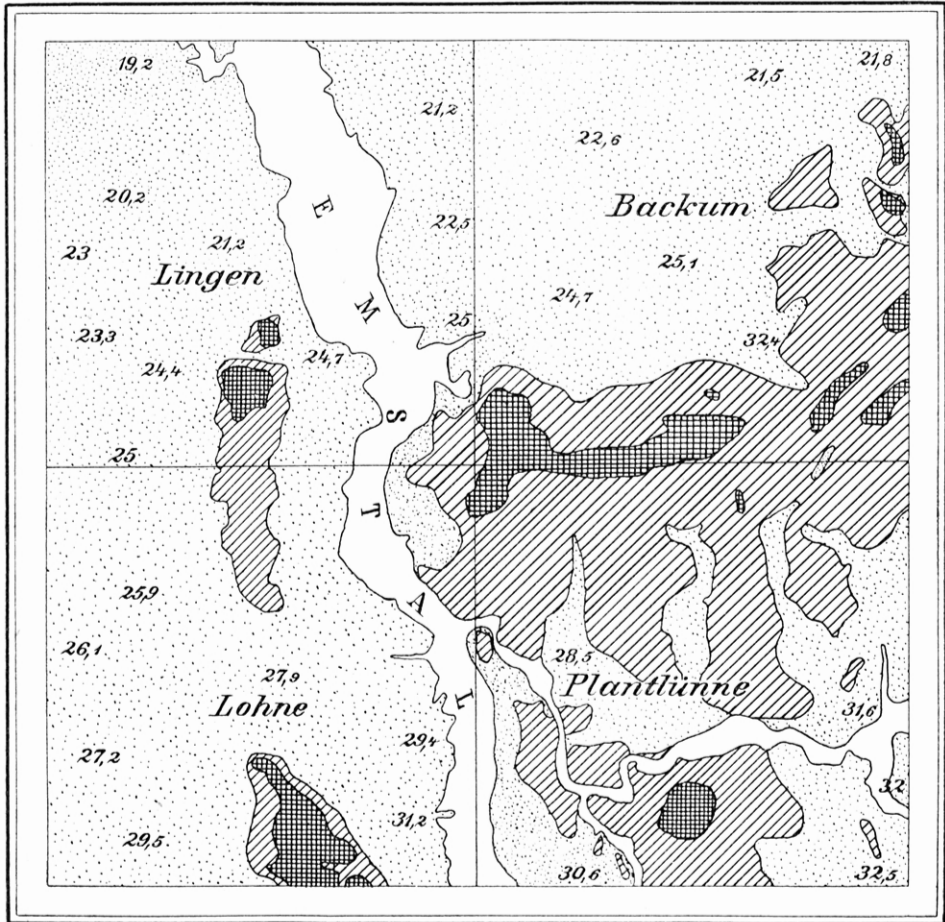 19,2
21,5
21,8
21,2
22,6
20,2
E
Backum
22,5
23
21,2
25,1
Lingen
24,7
M
25
23,3
32,4
24,7
24,4
S
25
T
25,9
A
26,1
28,5
27,9
Plantlünne
L
Lohne
31,6
29,4
27,2
32
31,2
29,5
30,6
32,5